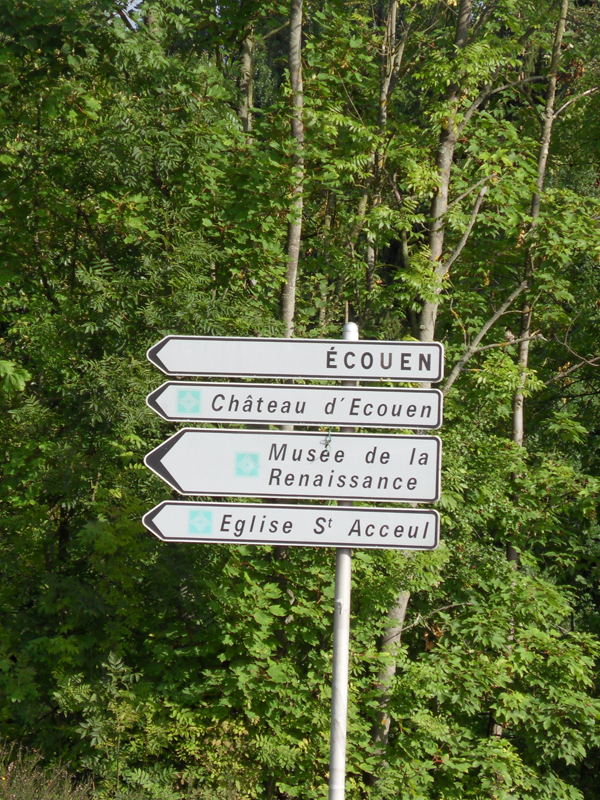 ÉCOUEN
Château d'Ecouen
Musée de la
Renaissance
Eglise St Acceul